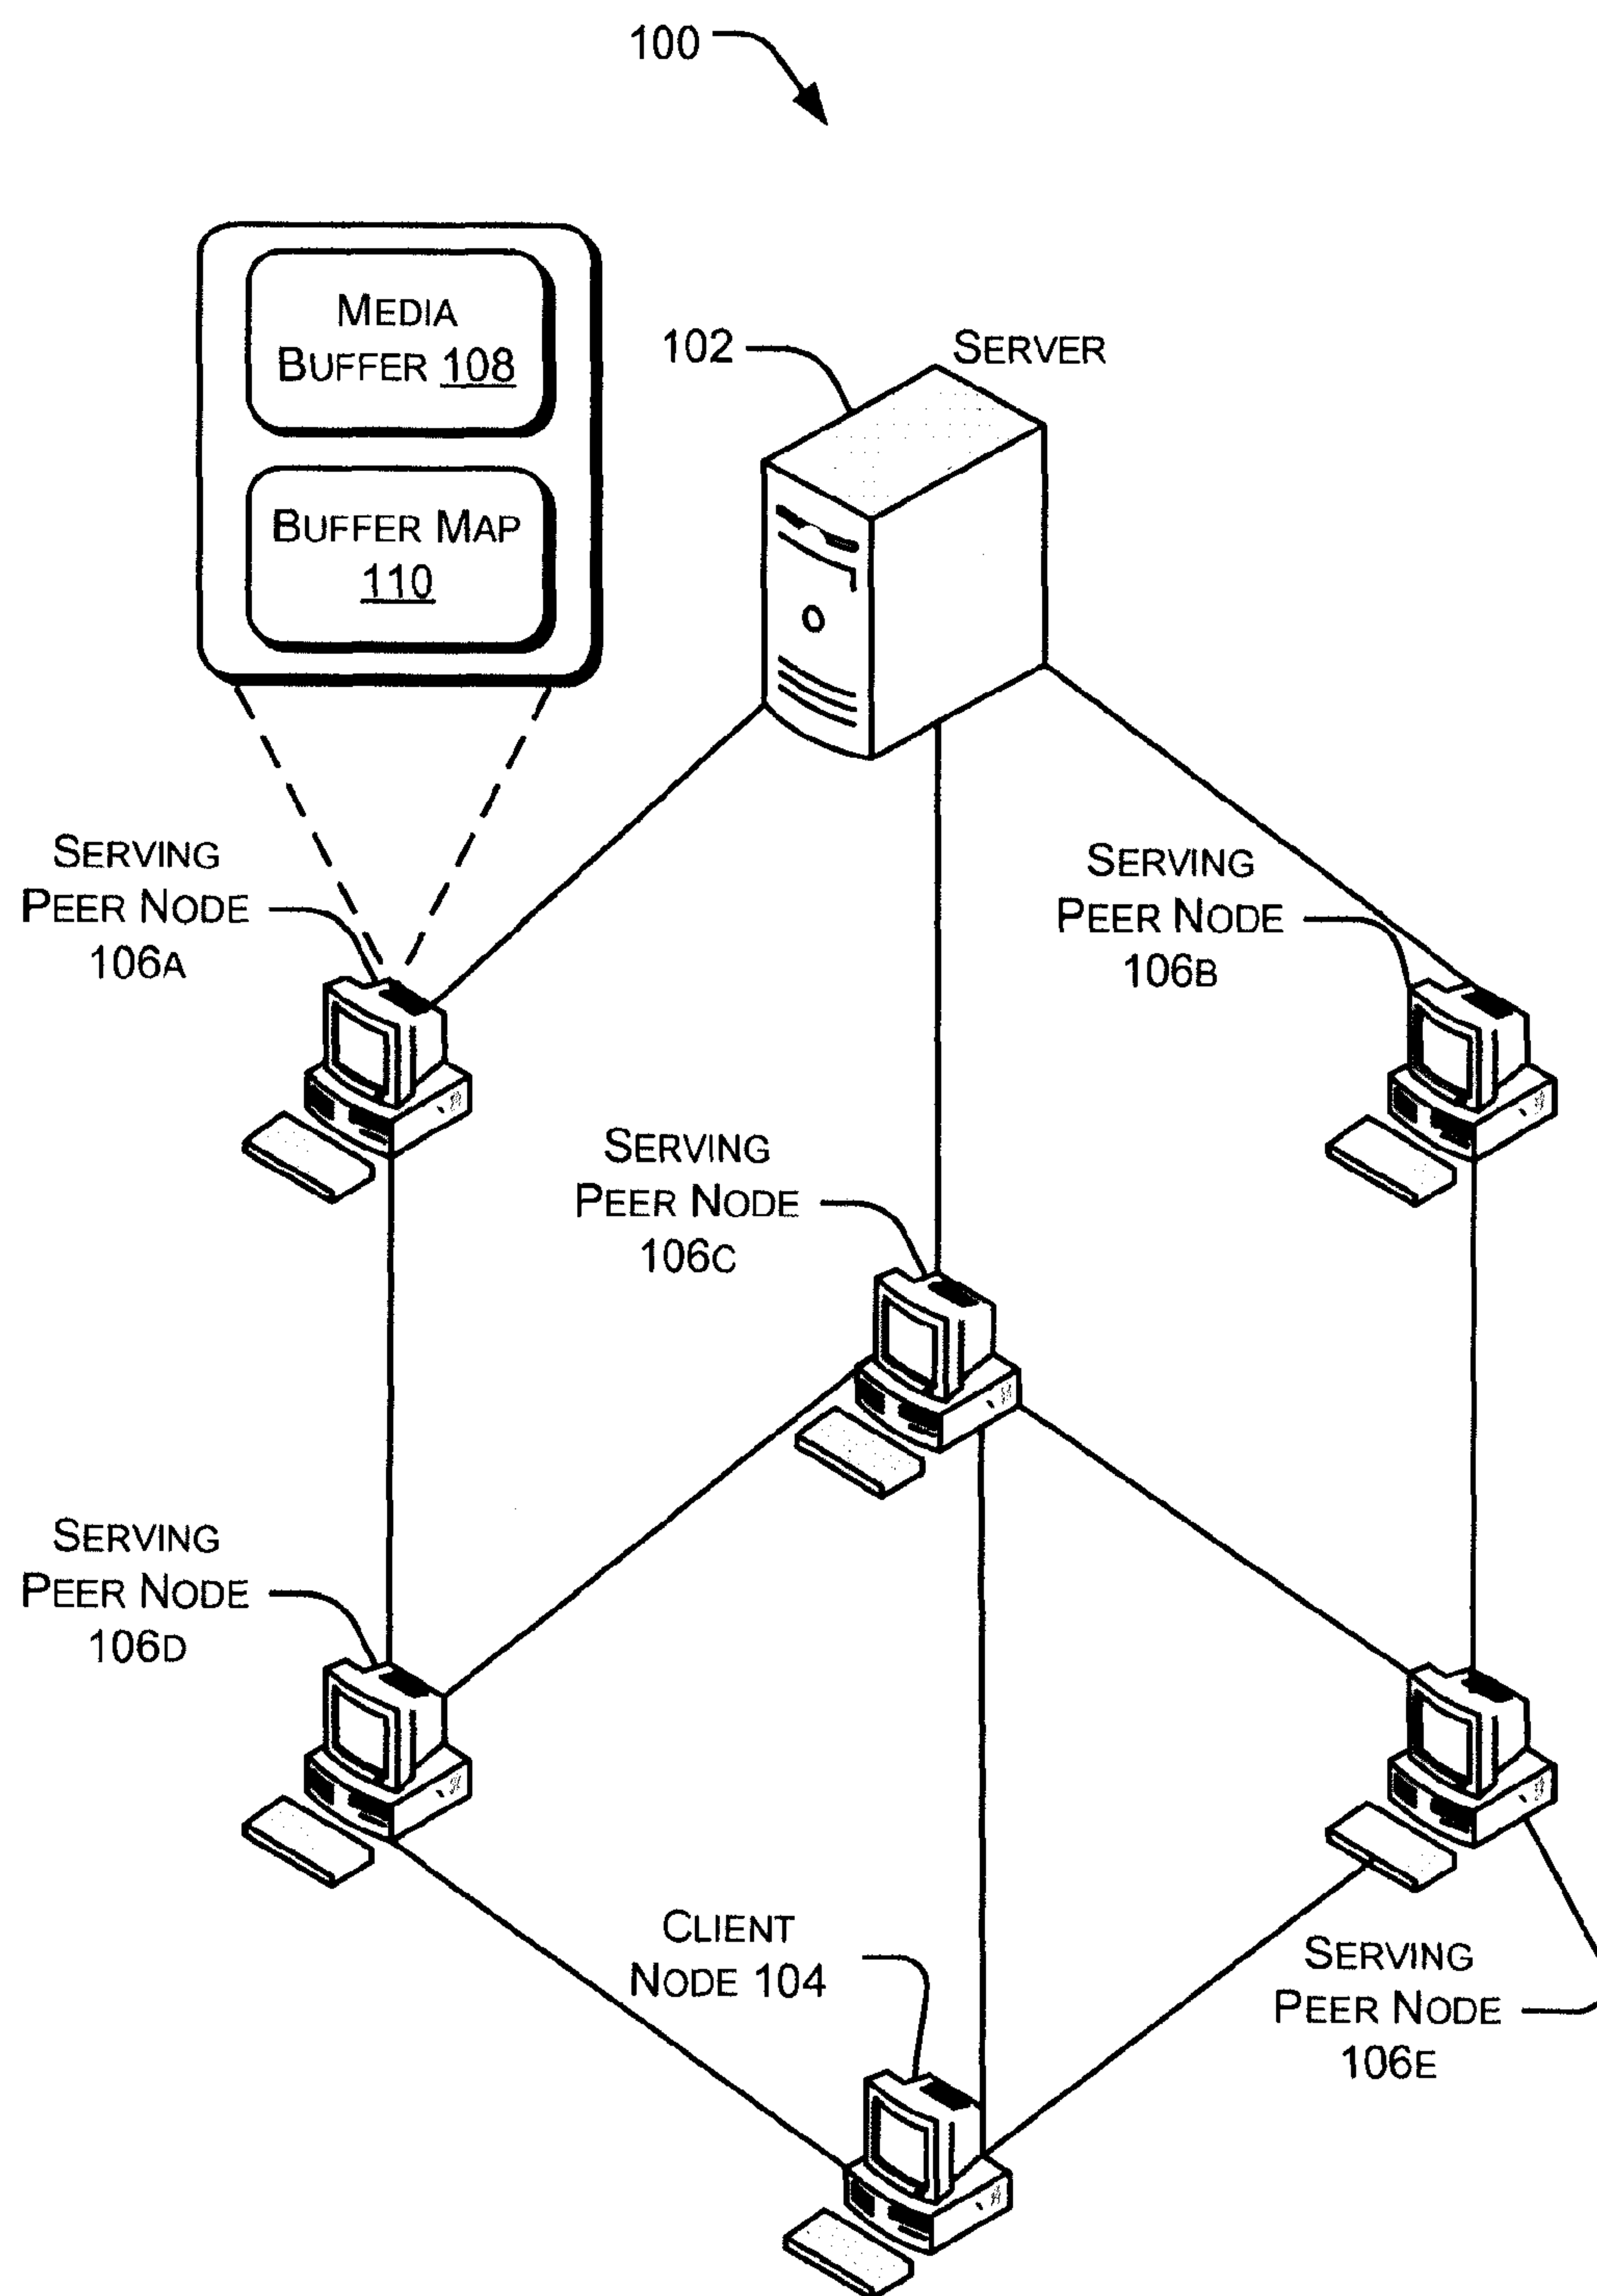 100
MEDIA
BUFFER 108
BUFFER MAP
110
102
SERVER
SERVING
PEER NODE
106A
SERVING
PEER NODE
106B
SERVING
PEER NODE
106C
SERVING
PEER NODE
106D
CLIENT
NODE 104
SERVING
PEER NODE
106E